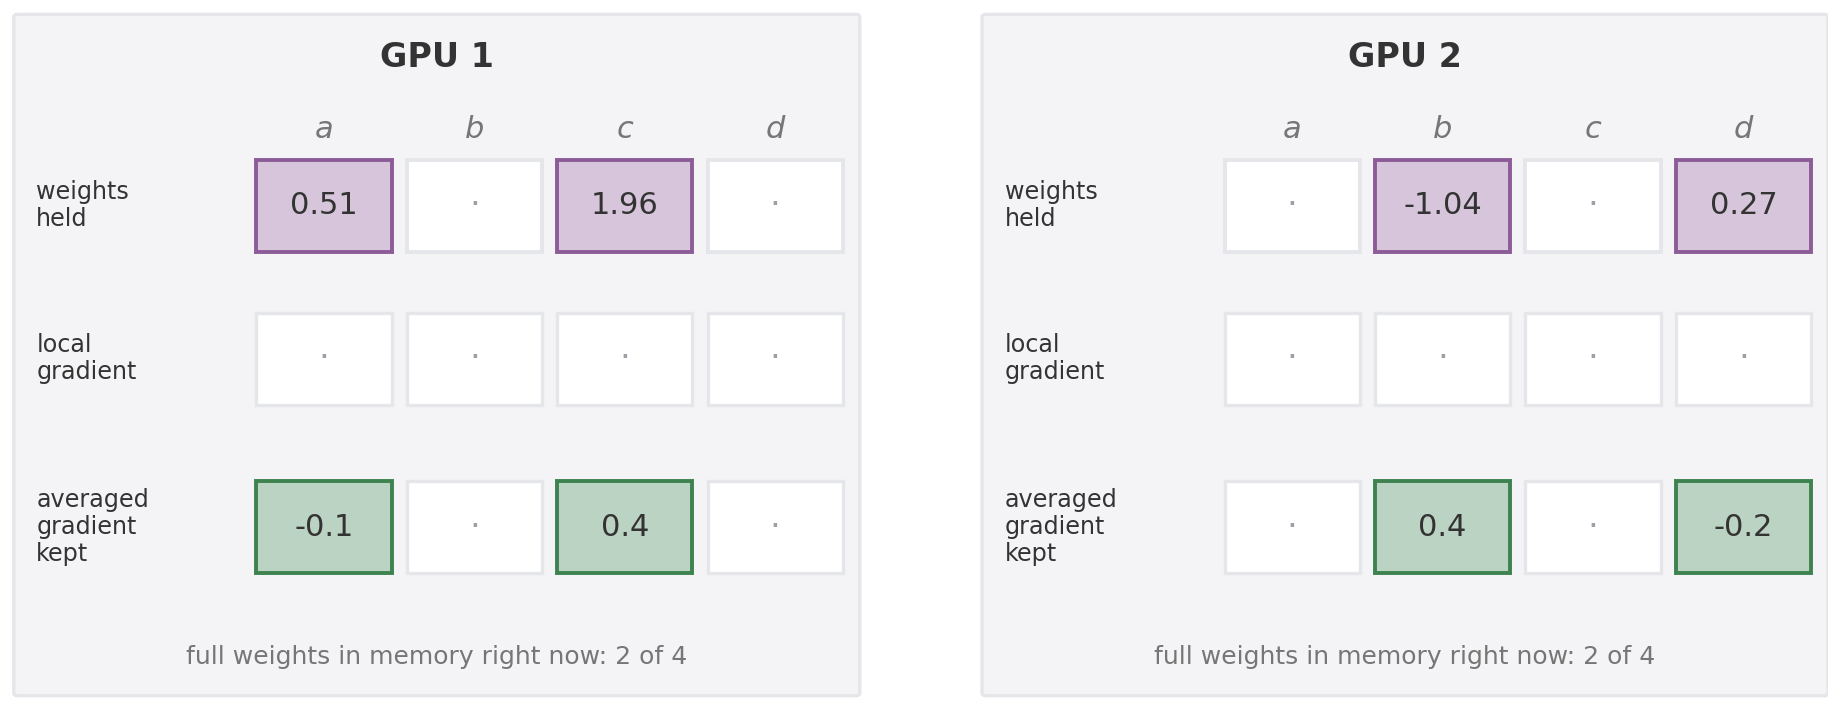 GPU 1
a b c d
weights
held
0.51 · 1.96 ·
local
gradient
· · · ·
averaged
gradient
kept
-0.1 · 0.4 ·
full weights in memory right now: 2 of 4
GPU 2
a b c d
weights
held
· -1.04 · 0.27
local
gradient
· · · ·
averaged
gradient
kept
· 0.4 · -0.2
full weights in memory right now: 2 of 4